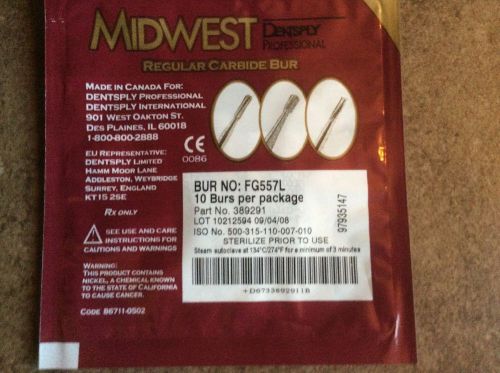 MIDWEST
DENTSPLY
PROFESSIONAL
REGULAR CARBIDE BUR
MADE IN CANADA FOR:
DENTSPLY PROFESSIONAL
DENTSPLY INTERNATIONAL
901 WEST OAKTON ST.
DES PLAINES, IL 60018
1-800-800-2888
CE
0086
EU REPRESENTATIVE:
DENTSPLY LIMITED
HAMM MOOR LANE
ADDLESTON, WEYBRIDGE
SURREY, ENGLAND
KT15 2SE
Rx ONLY
SEE USE AND CARE
INSTRUCTIONS FOR
CAUTIONS AND WARNINGS
WARNING:
THIS PRODUCT CONTAINS
NICKEL, A CHEMICAL KNOWN
TO THE STATE OF CALIFORNIA
TO CAUSE CANCER.
CODE 86711-0502
BUR NO: FG557L
10 Burs per package
Part No. 389291
LOT 10212594 09/04/08
ISO No. 500-315-110-007-010
STERILIZE PRIOR TO USE
Steam autoclave at 134°C/274°F for a minimum of 3 minutes
97935147
+D0733892911B